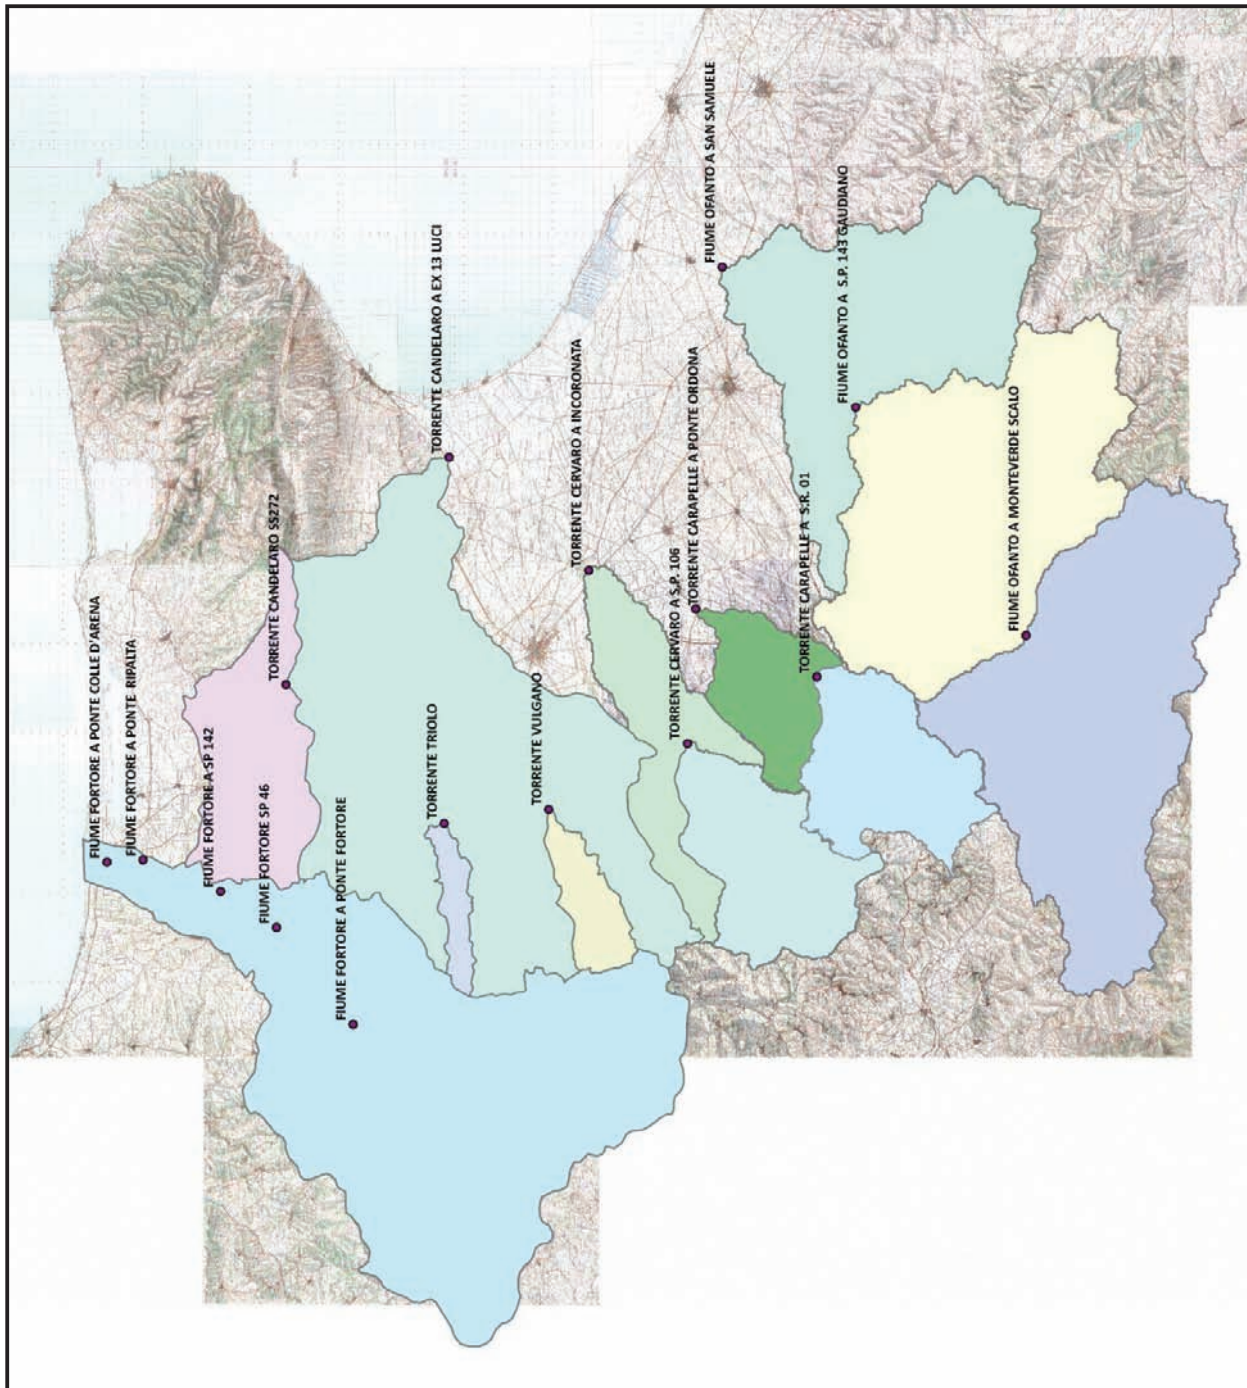 FIUME FORTORE A PONTE COLLE D'ARENA
FIUME FORTORE A PONTE RIPALTA
FIUME FORTORE A SP 142
FIUME FORTORE SP 46
TORRENTE CANDELARO SS272
FIUME FORTORE A PONTE FORTORE
TORRENTE TRIOLO
TORRENTE CANDELARO A EX 13 LUCI
TORRENTE VULGANO
TORRENTE CERVARO A INCORONATA
TORRENTE CERVARO A S.P. 106
TORRENTE CARAPELLE A PONTE ORDONA
FIUME OFANTO A SAN SAMUELE
TORRENTE CARAPELLE A S.R. 01
FIUME OFANTO A S.P. 143 GAUDIANO
FIUME OFANTO A MONTEVERDE SCALO